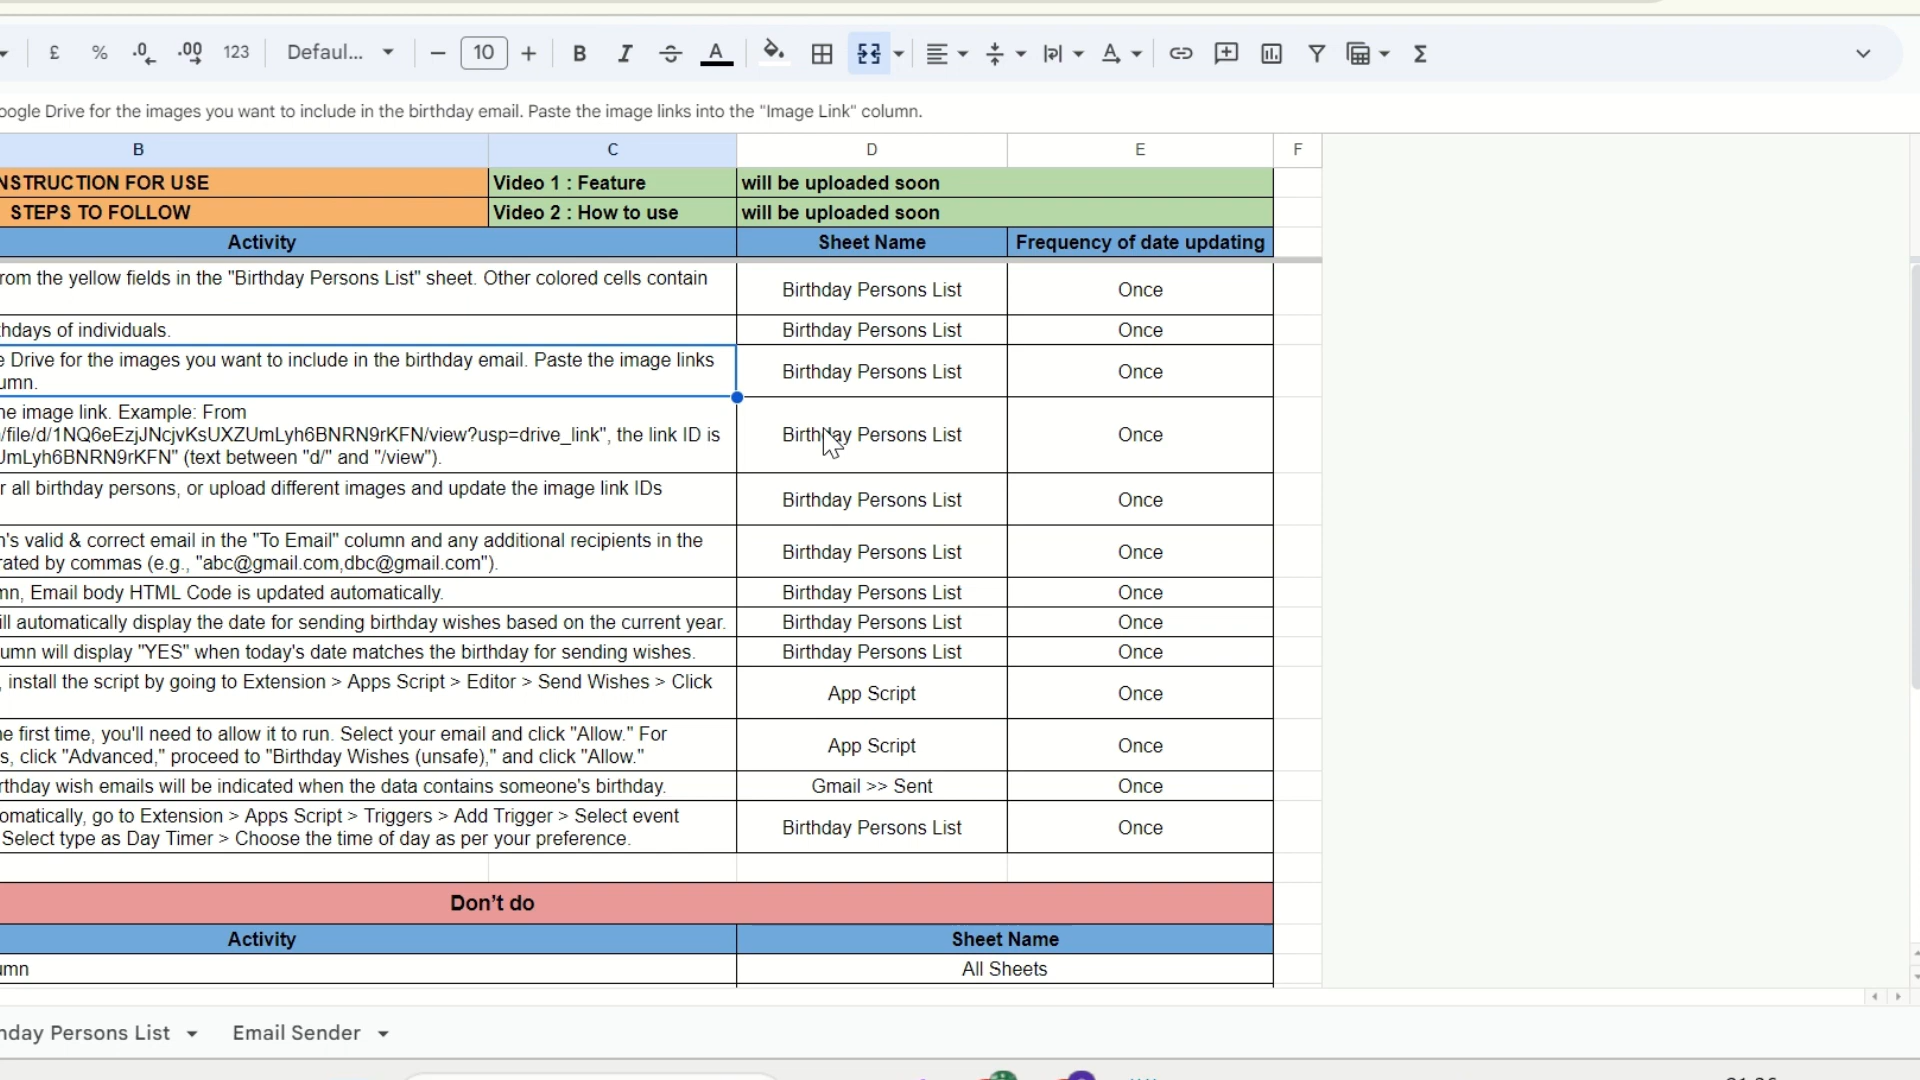 £ % .0 .00 123 Defaul... 10 B I S A
oogle Drive for the images you want to include in the birthday email. Paste the image links into the "Image Link" column.
B C D E F
NSTRUCTION FOR USE Video 1 : Feature will be uploaded soon
STEPS TO FOLLOW Video 2 : How to use will be uploaded soon
Activity Sheet Name Frequency of date updating
rom the yellow fields in the "Birthday Persons List" sheet. Other colored cells contain Birthday Persons List Once
hdays of individuals. Birthday Persons List Once
e Drive for the images you want to include in the birthday email. Paste the image links
umn. Birthday Persons List Once
ne image link. Example: From
/file/d/1NQ6eEzjJNcjvKsUXZUmLyh6BNRN9rKFN/view?usp=drive_link", the link ID is Birthday Persons List Once
JmLyh6BNRN9rKFN" (text between "d/" and "/view").
r all birthday persons, or upload different images and update the image link IDs Birthday Persons List Once
n's valid & correct email in the "To Email" column and any additional recipients in the
rated by commas (e.g., "abc@gmail.com,dbc@gmail.com"). Birthday Persons List Once
mn, Email body HTML Code is updated automatically. Birthday Persons List Once
ill automatically display the date for sending birthday wishes based on the current year. Birthday Persons List Once
umn will display "YES" when today's date matches the birthday for sending wishes. Birthday Persons List Once
, install the script by going to Extension > Apps Script > Editor > Send Wishes > Click App Script Once
he first time, you'll need to allow it to run. Select your email and click "Allow." For
s, click "Advanced," proceed to "Birthday Wishes (unsafe)," and click "Allow." App Script Once
rthday wish emails will be indicated when the data contains someone's birthday. Gmail >> Sent Once
omatically, go to Extension > Apps Script > Triggers > Add Trigger > Select event
Select type as Day Timer > Choose the time of day as per your preference. Birthday Persons List Once
Don't do
Activity Sheet Name
umn All Sheets
hday Persons List Email Sender